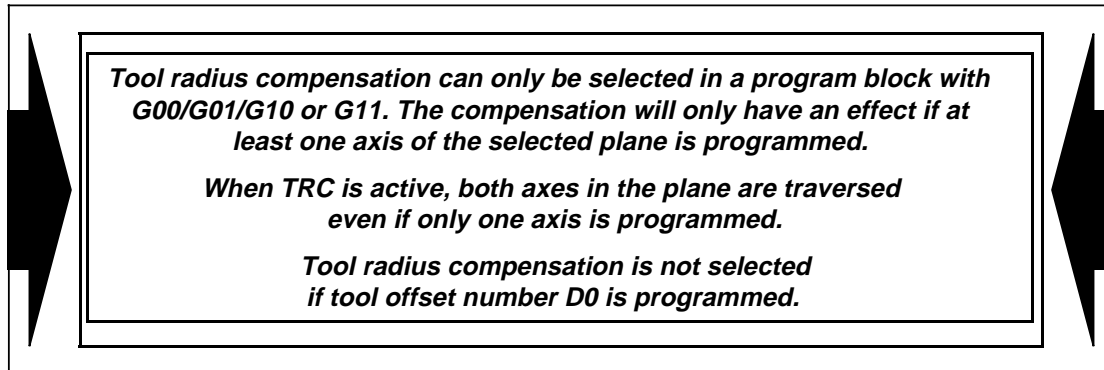 Tool radius compensation can only be selected in a program block with
G00/G01/G10 or G11. The compensation will only have an effect if at
least one axis of the selected plane is programmed.
When TRC is active, both axes in the plane are traversed
even if only one axis is programmed.
Tool radius compensation is not selected
if tool offset number D0 is programmed.